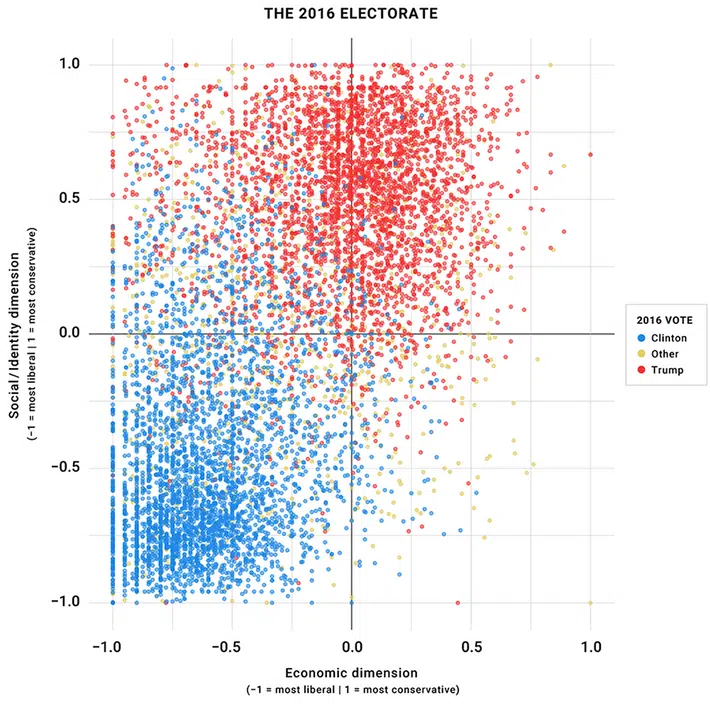 THE 2016 ELECTORATE
1.0
0.5
0.0
−0.5
−1.0
Social/Identity dimension
(−1 = most liberal | 1 = most conservative)
2016 VOTE
Clinton
Other
Trump
−1.0 −0.5 0.0 0.5 1.0
Economic dimension
(−1 = most liberal | 1 = most conservative)